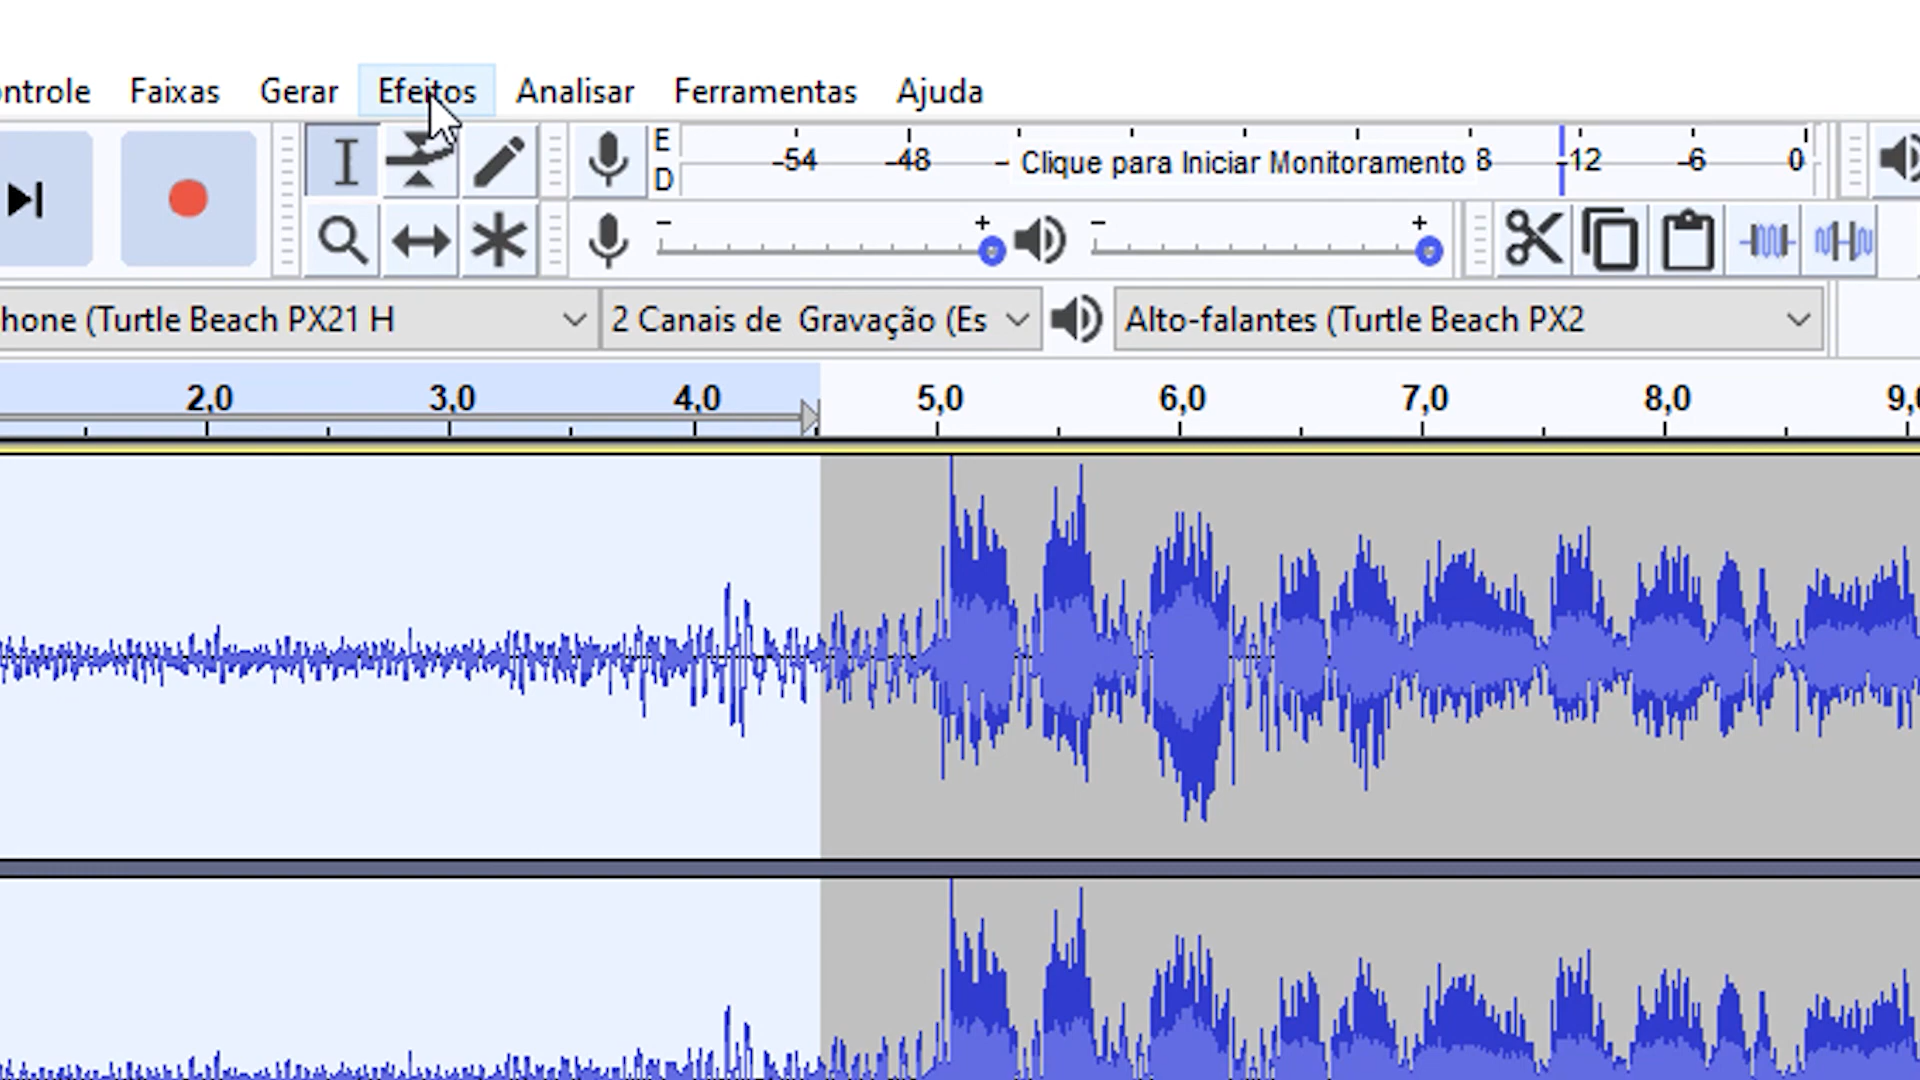 ntrole Faixas Gerar Efeitos Analisar Ferramentas Ajuda
E
-54 -48 - Clique para Iniciar Monitoramento 8 -12 -6 0
D
- + - +
hone (Turtle Beach PX21 H 2 Canais de Gravação (Es Alto-falantes (Turtle Beach PX2
2,0 3,0 4,0 5,0 6,0 7,0 8,0 9,0